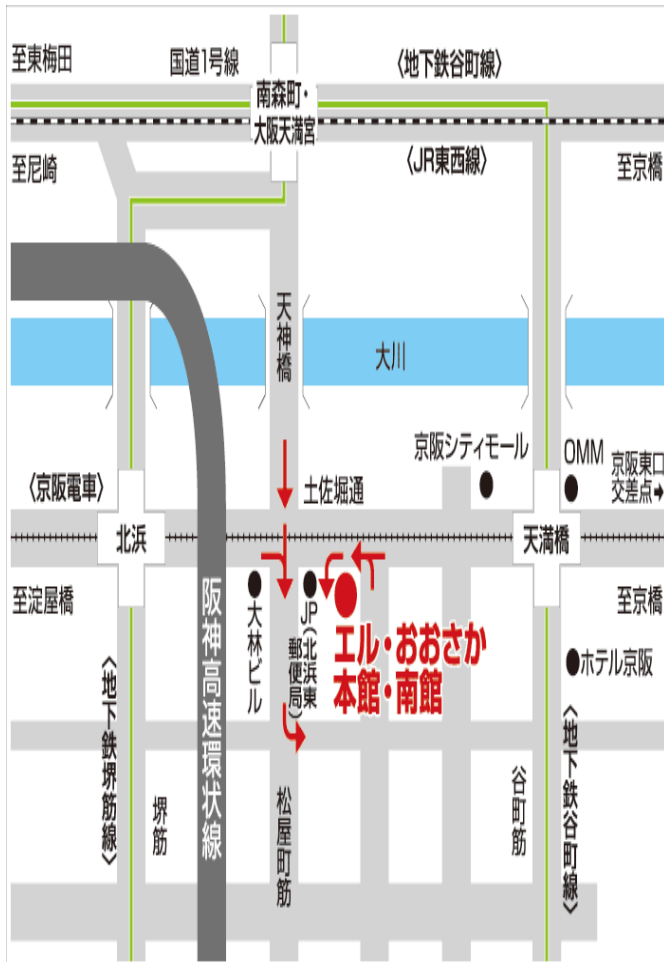 至東梅田
国道1号線
〈地下鉄谷町線〉
南森町・
大阪天満宮
至尼崎
〈JR東西線〉
至京橋
天神橋
大川
京阪シティモール
OMM
京阪東口
交差点➡
〈京阪電車〉
土佐堀通
北浜
天満橋
至淀屋橋
大林ビル
JP(北浜東
郵便局)
エル・おおさか
本館・南館
至京橋
ホテル京阪
〈地下鉄堺筋線〉
堺筋
阪神高速環状線
松屋町筋
谷町筋
〈地下鉄谷町線〉